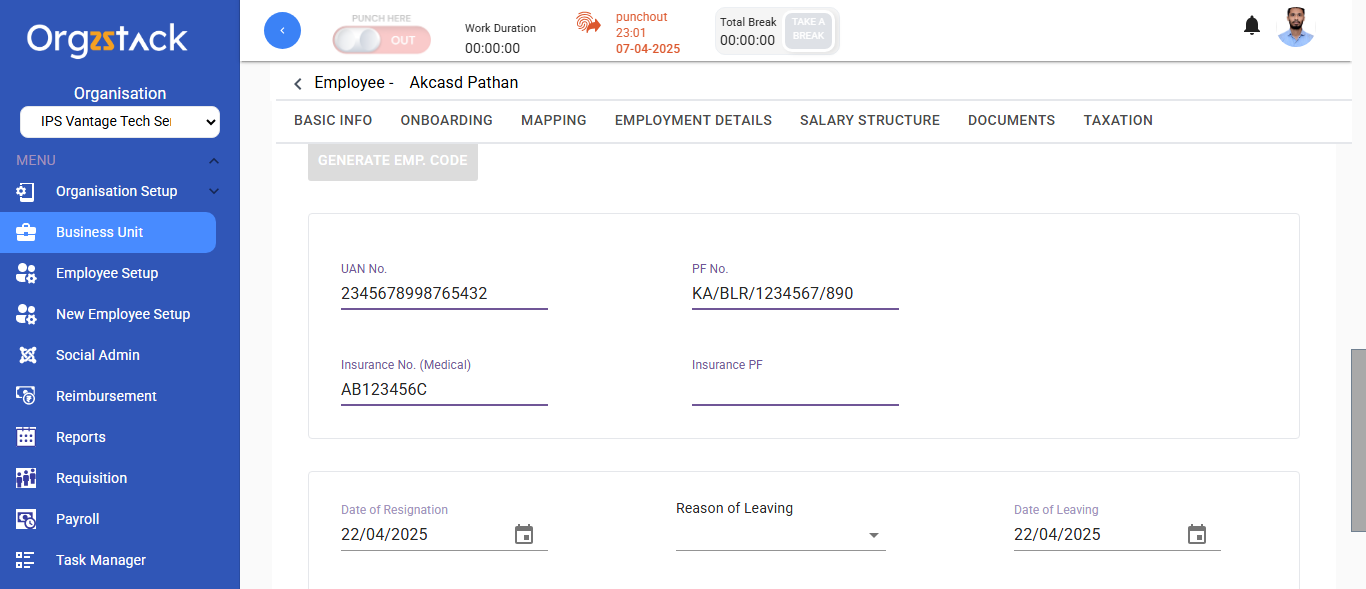 Orgzstack
Organisation
IPS Vantage Tech Ser
MENU
Organisation Setup
Business Unit
Employee Setup
New Employee Setup
Social Admin
Reimbursement
Reports
Requisition
Payroll
Task Manager
PUNCH HERE
OUT
Work Duration
00:00:00
punchout
23:01
07-04-2025
Total Break
00:00:00
TAKE A
BREAK
Employee - Akcasd Pathan
BASIC INFO ONBOARDING MAPPING EMPLOYMENT DETAILS SALARY STRUCTURE DOCUMENTS TAXATION
GENERATE EMP. CODE
UAN No. PF No.
2345678998765432 KA/BLR/1234567/890
Insurance No. (Medical) Insurance PF
AB123456C
Date of Resignation Reason of Leaving Date of Leaving
22/04/2025 22/04/2025